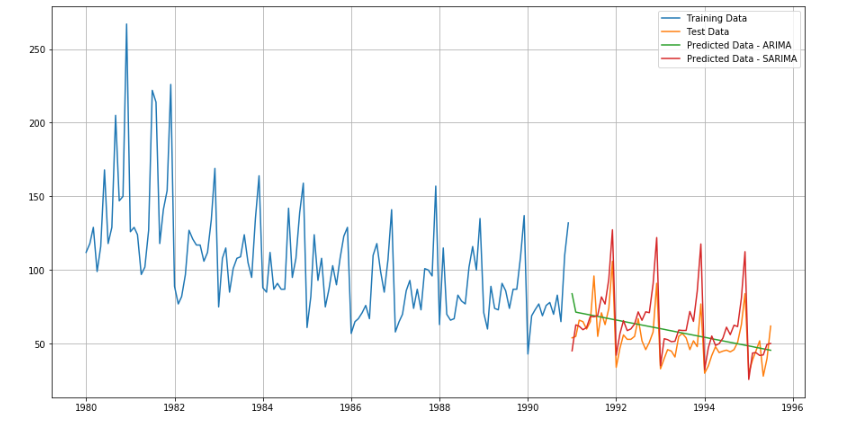 Training Data
Test Data
Predicted Data - ARIMA
Predicted Data - SARIMA
250
200
150
100
50
1980 1982 1984 1986 1988 1990 1992 1994 1996